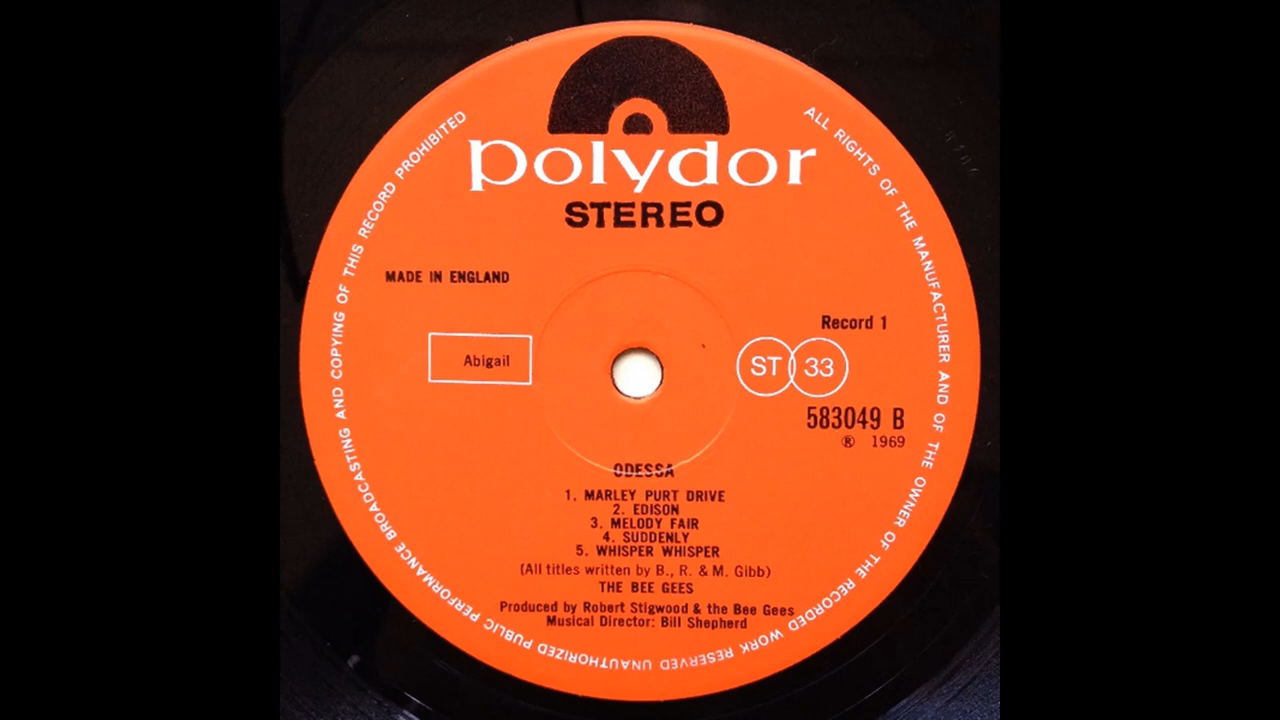 polydor
STEREO
ALL RIGHTS OF THE MANUFACTURER AND OF THE OWNER OF THE RECORDED WORK RESERVED UNAUTHORIZED PUBLIC PERFORMANCE BROADCASTING AND COPYING OF THIS RECORD PROHIBITED
MADE IN ENGLAND
Record 1
Abigail
ST 33
583049 B
℗ 1969
ODESSA
1. MARLEY PURT DRIVE
2. EDISON
3. MELODY FAIR
4. SUDDENLY
5. WHISPER WHISPER
(All titles written by B., R. & M. Gibb)
THE BEE GEES
Produced by Robert Stigwood & the Bee Gees
Musical Director: Bill Shepherd